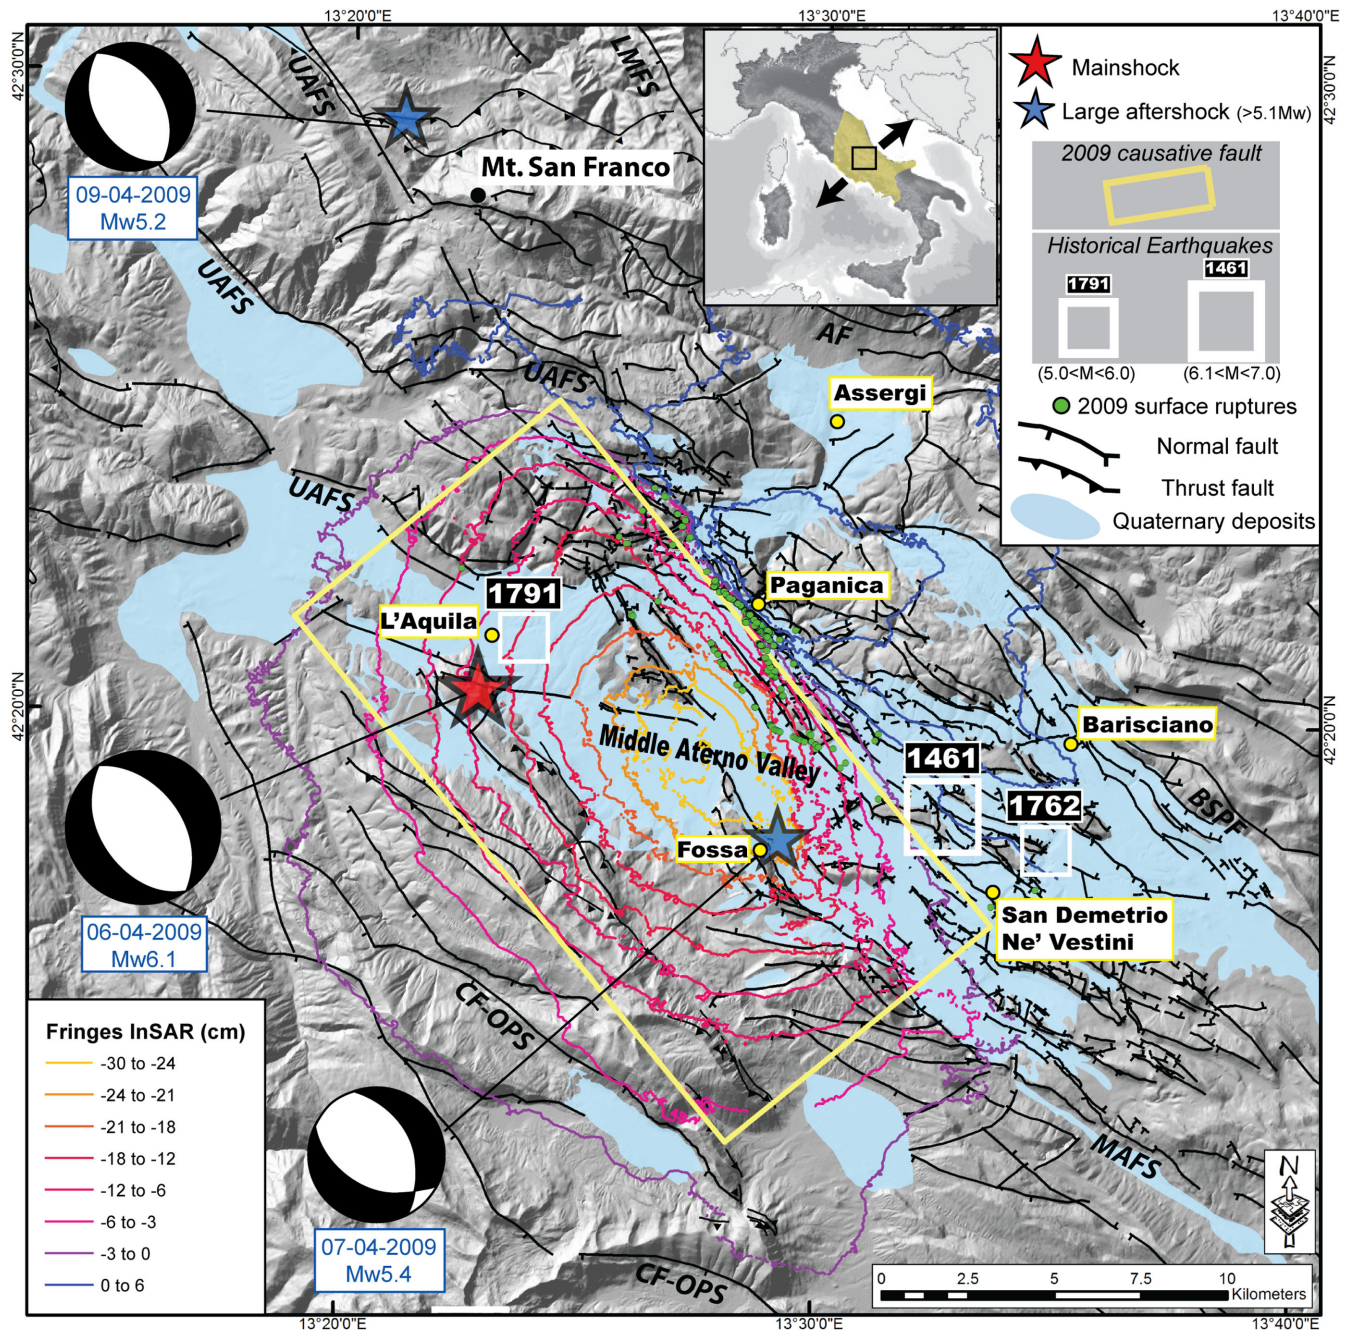 13°20'0"E
13°30'0"E
13°40'0"E
42°30'0"N
42°30'0"N
UAFS
LMFS
Mt. San Franco
09-04-2009
Mw5.2
UAFS
AF
UAFS
Assergi
UAFS
Mainshock
Large aftershock (>5.1Mw)
2009 causative fault
Historical Earthquakes
1791
1461
(5.0<M<6.0)
(6.1<M<7.0)
2009 surface ruptures
Normal fault
Thrust fault
Quaternary deposits
Paganica
1791
L'Aquila
42°20'0"N
42°20'0"N
Middle Aterno Valley
Barisciano
1461
1762
BSPF
Fossa
San Demetrio
Ne' Vestini
06-04-2009
Mw6.1
CF-OPS
Fringes InSAR (cm)
-30 to -24
-24 to -21
-21 to -18
-18 to -12
-12 to -6
-6 to -3
-3 to 0
0 to 6
07-04-2009
Mw5.4
MAFS
CF-OPS
N
0 2.5 5 7.5 10
Kilometers
13°20'0"E
13°30'0"E
13°40'0"E